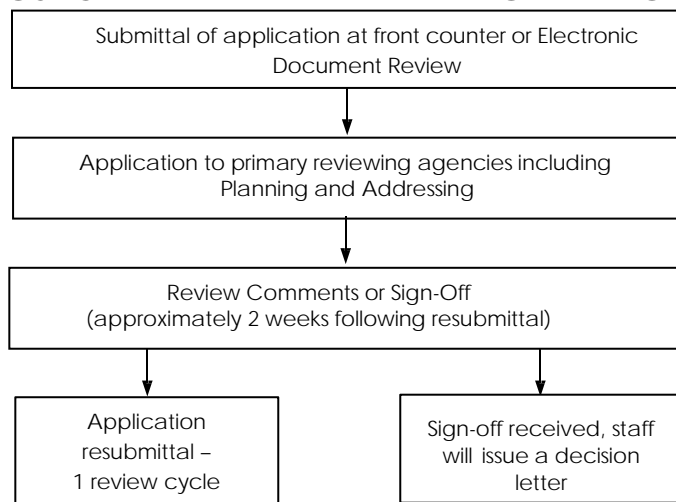 Submittal of application at front counter or Electronic
Document Review
Application to primary reviewing agencies including
Planning and Addressing
Review Comments or Sign-Off
(approximately 2 weeks following resubmittal)
Application
resubmittal –
1 review cycle
Sign-off received, staff
will issue a decision
letter